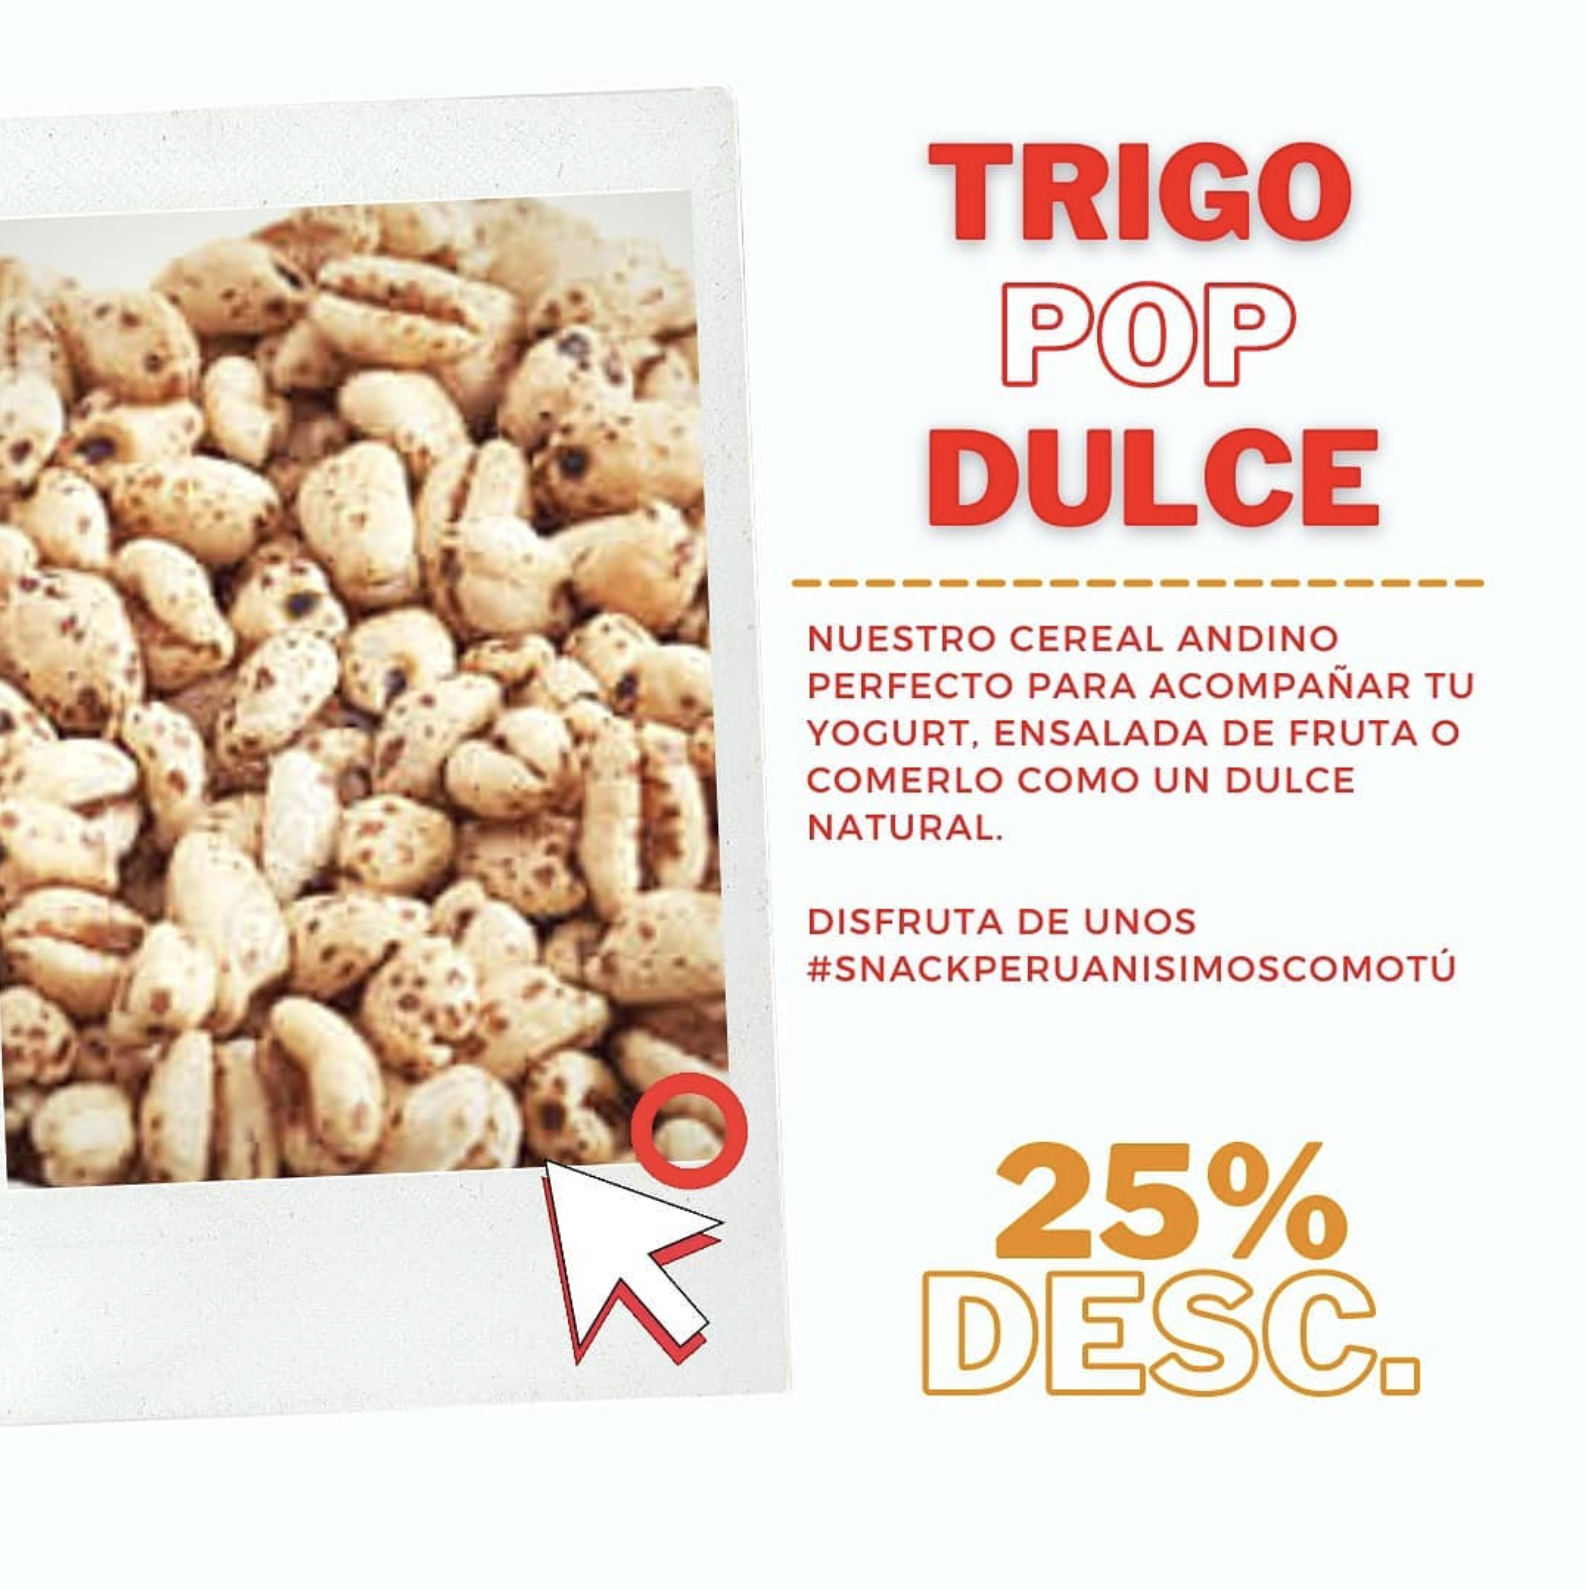 TRIGO
POP
DULCE
NUESTRO CEREAL ANDINO
PERFECTO PARA ACOMPAÑAR TU
YOGURT, ENSALADA DE FRUTA O
COMERLO COMO UN DULCE
NATURAL.
DISFRUTA DE UNOS
#SNACKPERUANISIMOSCOMOTÚ
25%
DESC.